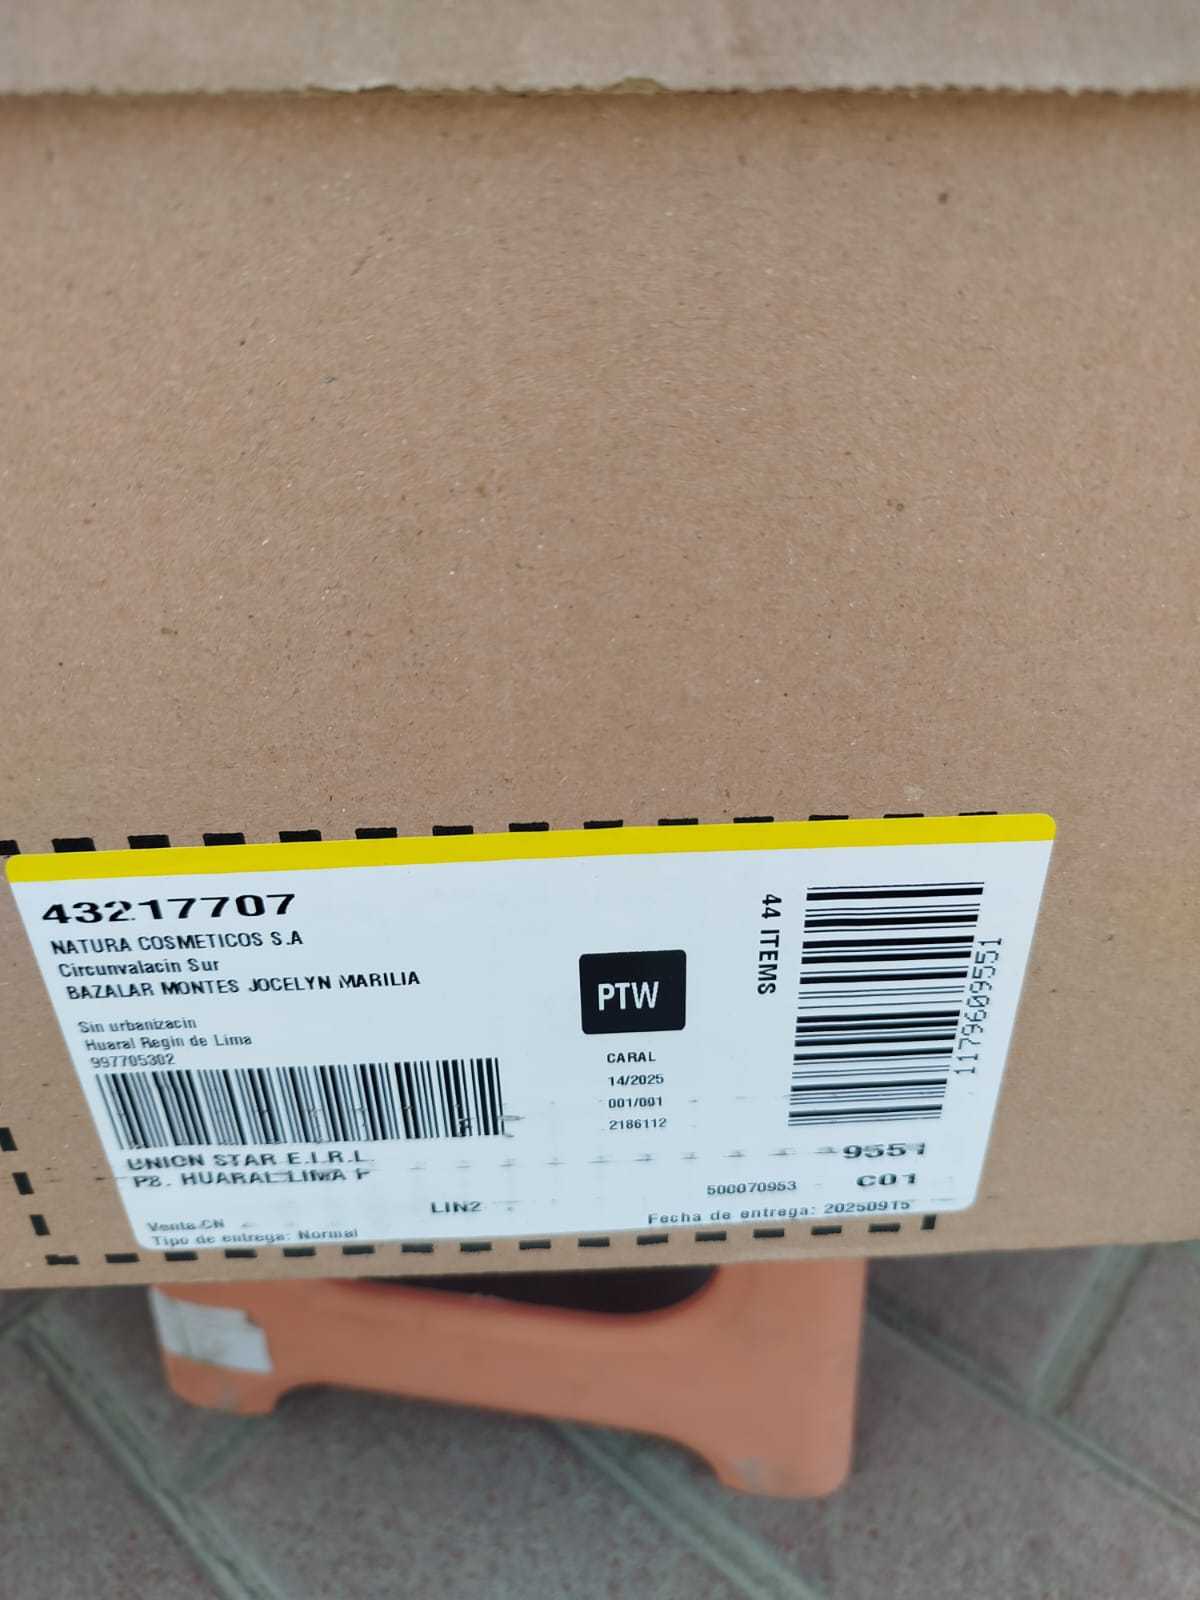 43217707
NATURA COSMETICOS S.A
Circunvalacin Sur
BAZALAR MONTES JOCELYN MARILIA
Sin urbanizacin
Huaral Regin de Lima
997705302
UNION STAR E.I.R.L.
P8. HUARAL LIMA P
LIN2
Venta CN
Tipo de entrega: Normal
PTW
CARAL
14/2025
001/001
2186112
44 ITEMS
1179609551
9551
500070953
C01
Fecha de entrega: 20250915